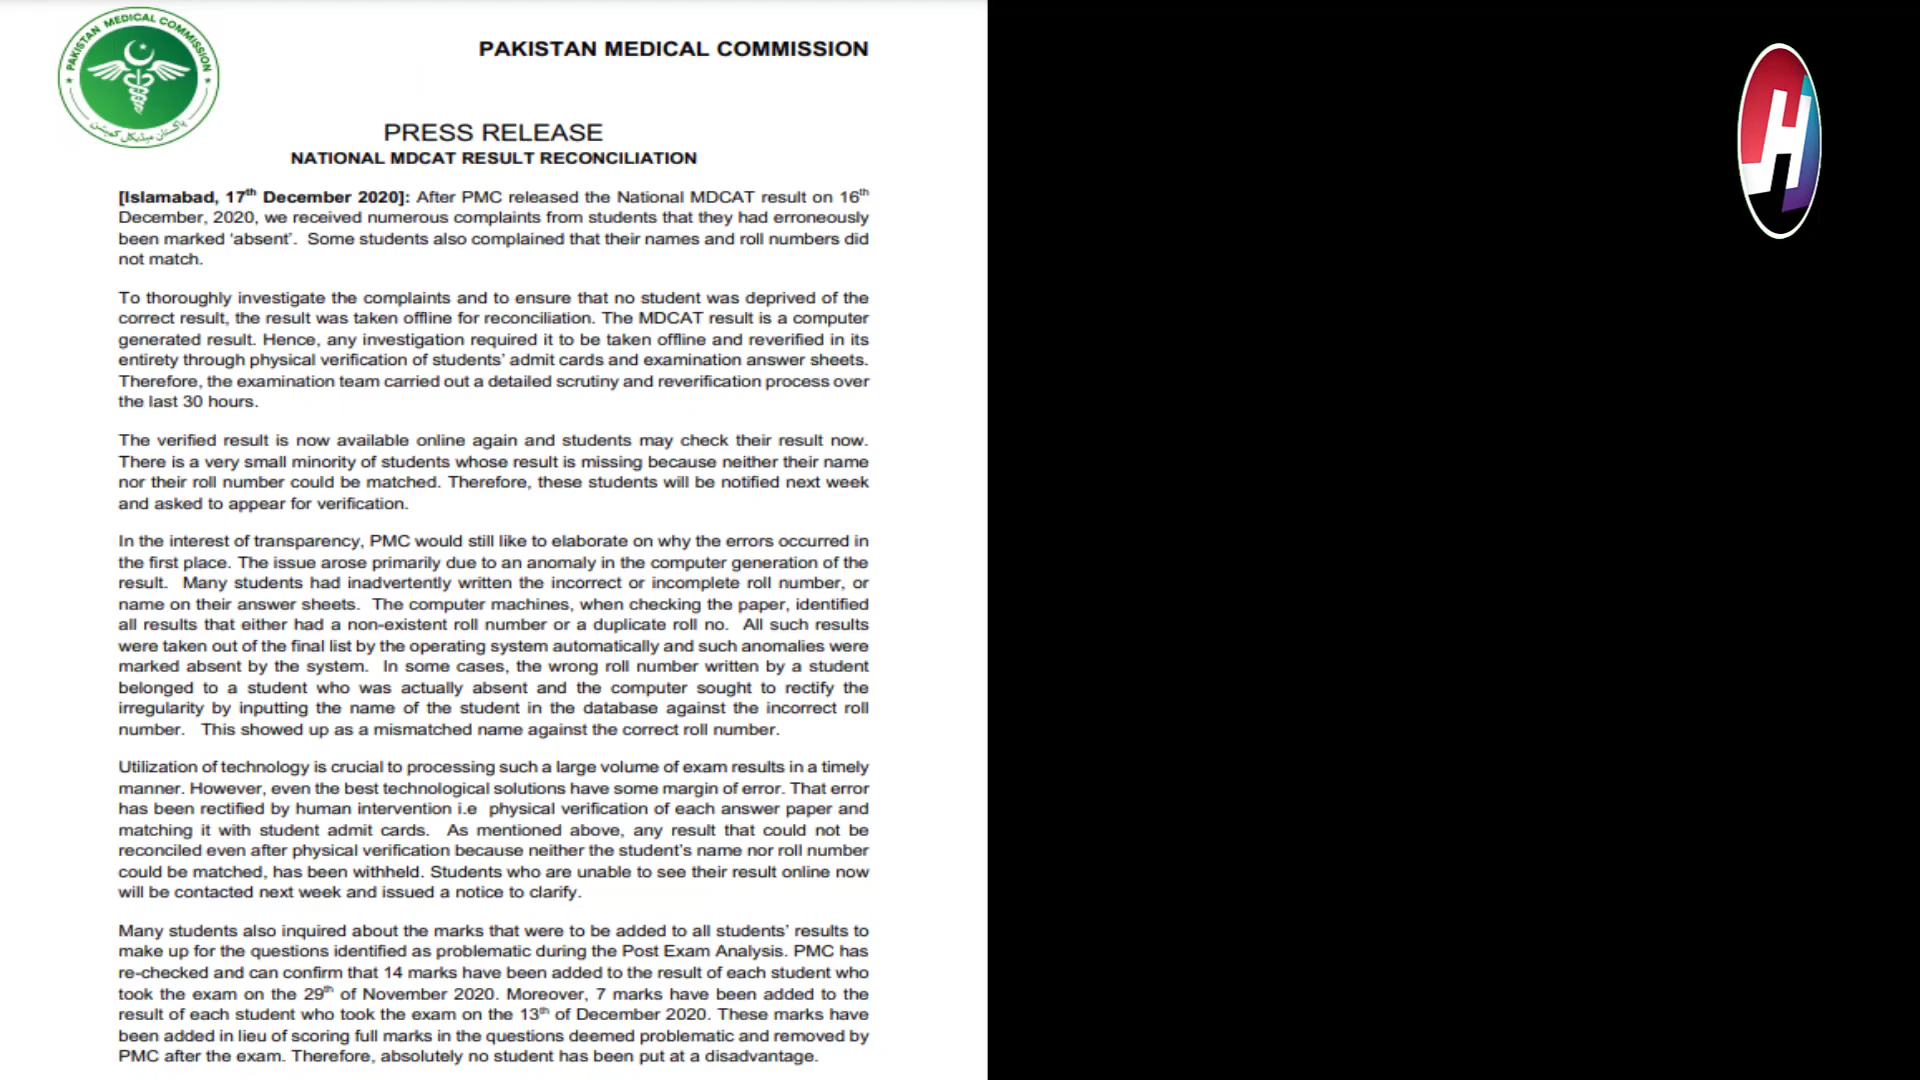 PAKISTAN MEDICAL COMMISSION
پاکستان میڈیکل کمیشن
PAKISTAN MEDICAL COMMISSION
H
PRESS RELEASE
NATIONAL MDCAT RESULT RECONCILIATION
[Islamabad, 17th December 2020]: After PMC released the National MDCAT result on 16th
December, 2020, we received numerous complaints from students that they had erroneously
been marked ‘absent’. Some students also complained that their names and roll numbers did
not match.
To thoroughly investigate the complaints and to ensure that no student was deprived of the
correct result, the result was taken offline for reconciliation. The MDCAT result is a computer
generated result. Hence, any investigation required it to be taken offline and reverified in its
entirety through physical verification of students’ admit cards and examination answer sheets.
Therefore, the examination team carried out a detailed scrutiny and reverification process over
the last 30 hours.
The verified result is now available online again and students may check their result now.
There is a very small minority of students whose result is missing because neither their name
nor their roll number could be matched. Therefore, these students will be notified next week
and asked to appear for verification.
In the interest of transparency, PMC would still like to elaborate on why the errors occurred in
the first place. The issue arose primarily due to an anomaly in the computer generation of the
result. Many students had inadvertently written the incorrect or incomplete roll number, or
name on their answer sheets. The computer machines, when checking the paper, identified
all results that either had a non-existent roll number or a duplicate roll no. All such results
were taken out of the final list by the operating system automatically and such anomalies were
marked absent by the system. In some cases, the wrong roll number written by a student
belonged to a student who was actually absent and the computer sought to rectify the
irregularity by inputting the name of the student in the database against the incorrect roll
number. This showed up as a mismatched name against the correct roll number.
Utilization of technology is crucial to processing such a large volume of exam results in a timely
manner. However, even the best technological solutions have some margin of error. That error
has been rectified by human intervention i.e physical verification of each answer paper and
matching it with student admit cards. As mentioned above, any result that could not be
reconciled even after physical verification because neither the student’s name nor roll number
could be matched, has been withheld. Students who are unable to see their result online now
will be contacted next week and issued a notice to clarify.
Many students also inquired about the marks that were to be added to all students’ results to
make up for the questions identified as problematic during the Post Exam Analysis. PMC has
re-checked and can confirm that 14 marks have been added to the result of each student who
took the exam on the 29th of November 2020. Moreover, 7 marks have been added to the
result of each student who took the exam on the 13th of December 2020. These marks have
been added in lieu of scoring full marks in the questions deemed problematic and removed by
PMC after the exam. Therefore, absolutely no student has been put at a disadvantage.